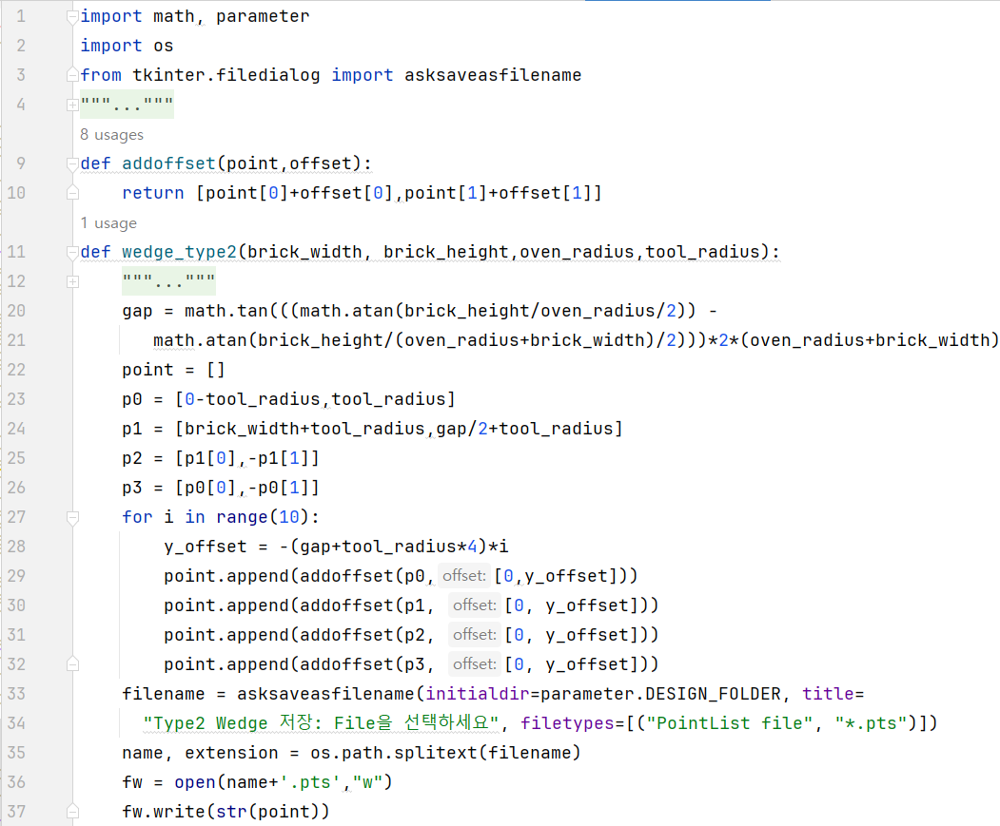 1 import math, parameter
2 import os
3 from tkinter.filedialog import asksaveasfilename
4 """..."""
8 usages
9 def addoffset(point,offset):
10     return [point[0]+offset[0],point[1]+offset[1]]
1 usage
11 def wedge_type2(brick_width, brick_height,oven_radius,tool_radius):
12     """..."""
20     gap = math.tan(((math.atan(brick_height/oven_radius/2)) -
21        math.atan(brick_height/(oven_radius+brick_width)/2)))*2*(oven_radius+brick_width)
22     point = []
23     p0 = [0-tool_radius,tool_radius]
24     p1 = [brick_width+tool_radius,gap/2+tool_radius]
25     p2 = [p1[0],-p1[1]]
26     p3 = [p0[0],-p0[1]]
27     for i in range(10):
28         y_offset = -(gap+tool_radius*4)*i
29         point.append(addoffset(p0, offset: [0,y_offset]))
30         point.append(addoffset(p1, offset: [0, y_offset]))
31         point.append(addoffset(p2, offset: [0, y_offset]))
32         point.append(addoffset(p3, offset: [0, y_offset]))
33     filename = asksaveasfilename(initialdir=parameter.DESIGN_FOLDER, title=
34       "Type2 Wedge 저장: File을 선택하세요", filetypes=[("PointList file", "*.pts")])
35     name, extension = os.path.splitext(filename)
36     fw = open(name+'.pts',"w")
37     fw.write(str(point))